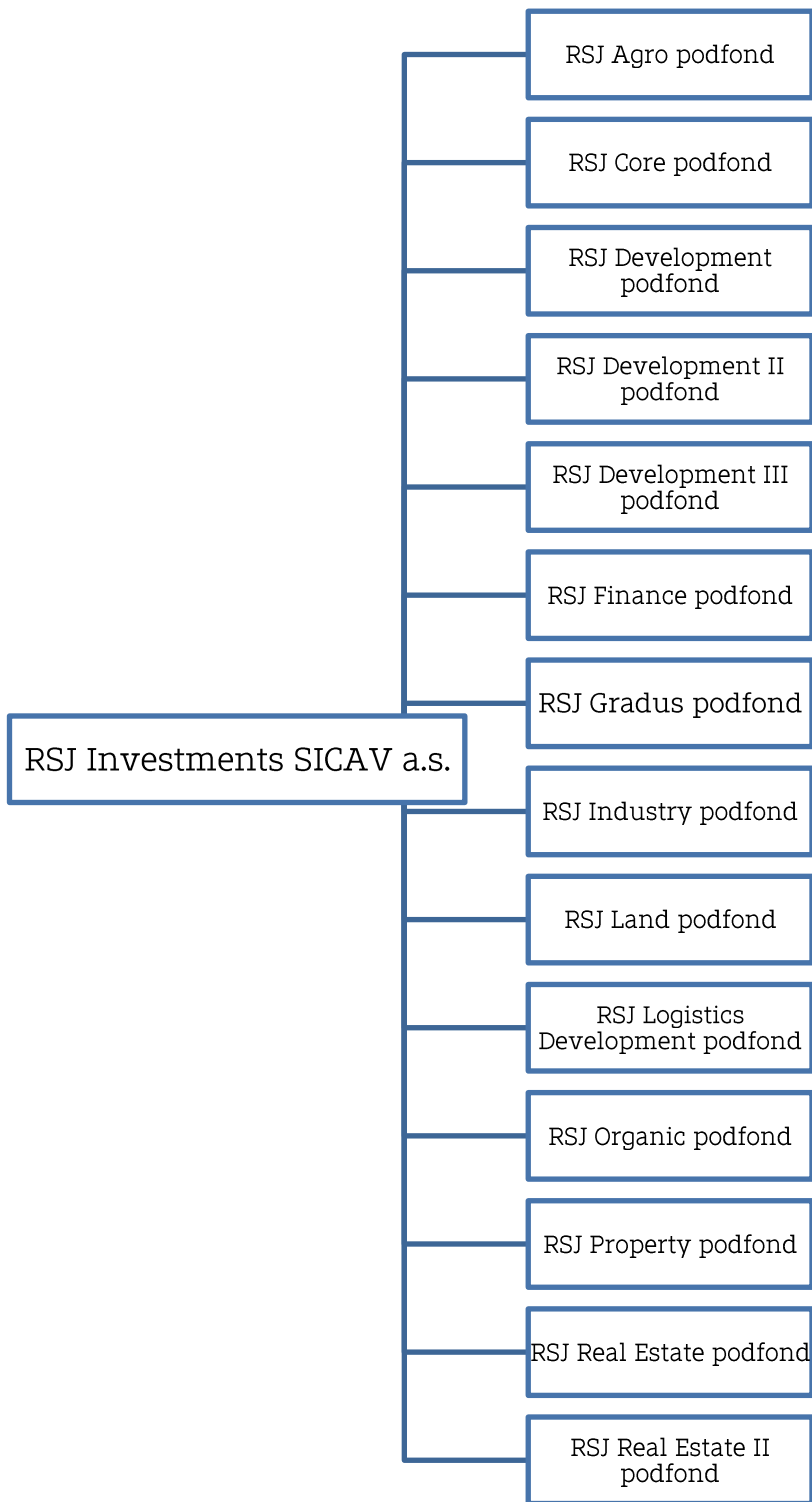 RSJ Agro podfond
RSJ Core podfond
RSJ Development
podfond
RSJ Development II
podfond
RSJ Development III
podfond
RSJ Finance podfond
RSJ Gradus podfond
RSJ Investments SICAV a.s.
RSJ Industry podfond
RSJ Land podfond
RSJ Logistics
Development podfond
RSJ Organic podfond
RSJ Property podfond
RSJ Real Estate podfond
RSJ Real Estate II
podfond